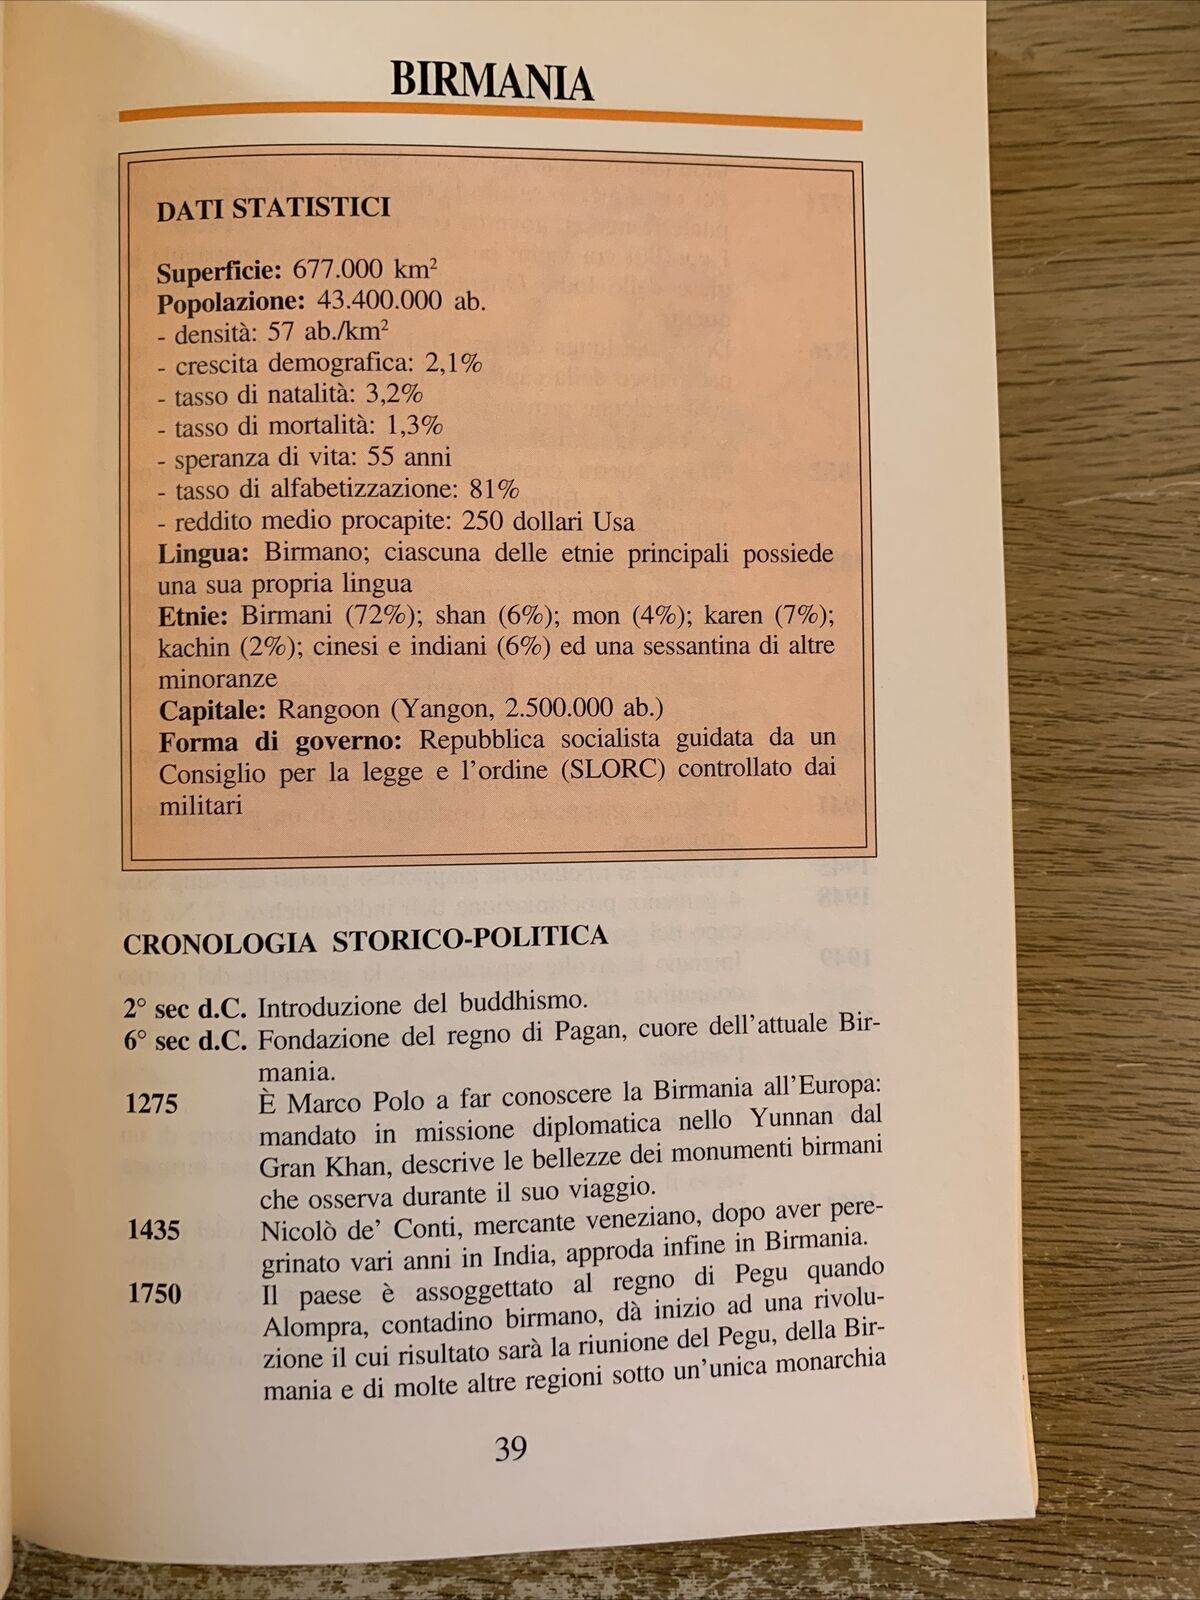 BIRMANIA
DATI STATISTICI
Superficie: 677.000 km²
Popolazione: 43.400.000 ab.
- densità: 57 ab./km²
- crescita demografica: 2,1%
- tasso di natalità: 3,2%
- tasso di mortalità: 1,3%
- speranza di vita: 55 anni
- tasso di alfabetizzazione: 81%
- reddito medio procapite: 250 dollari Usa
Lingua: Birmano; ciascuna delle etnie principali possiede
una sua propria lingua
Etnie: Birmani (72%); shan (6%); mon (4%); karen (7%);
kachin (2%); cinesi e indiani (6%) ed una sessantina di altre
minoranze
Capitale: Rangoon (Yangon, 2.500.000 ab.)
Forma di governo: Repubblica socialista guidata da un
Consiglio per la legge e l'ordine (SLORC) controllato dai
militari
CRONOLOGIA STORICO-POLITICA
2° sec d.C. Introduzione del buddhismo.
6° sec d.C. Fondazione del regno di Pagan, cuore dell'attuale Bir-
mania.
1275 È Marco Polo a far conoscere la Birmania all'Europa:
mandato in missione diplomatica nello Yunnan dal
Gran Khan, descrive le bellezze dei monumenti birmani
che osserva durante il suo viaggio.
1435 Nicolò de' Conti, mercante veneziano, dopo aver pere-
grinato vari anni in India, approda infine in Birmania.
1750 Il paese è assoggettato al regno di Pegu quando
Alompra, contadino birmano, dà inizio ad una rivolu-
zione il cui risultato sarà la riunione del Pegu, della Bir-
mania e di molte altre regioni sotto un'unica monarchia
39